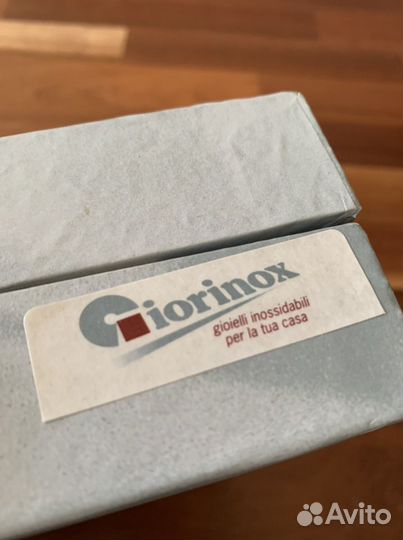 Giorinox
gioielli inossidabili
per la tua casa
Avito